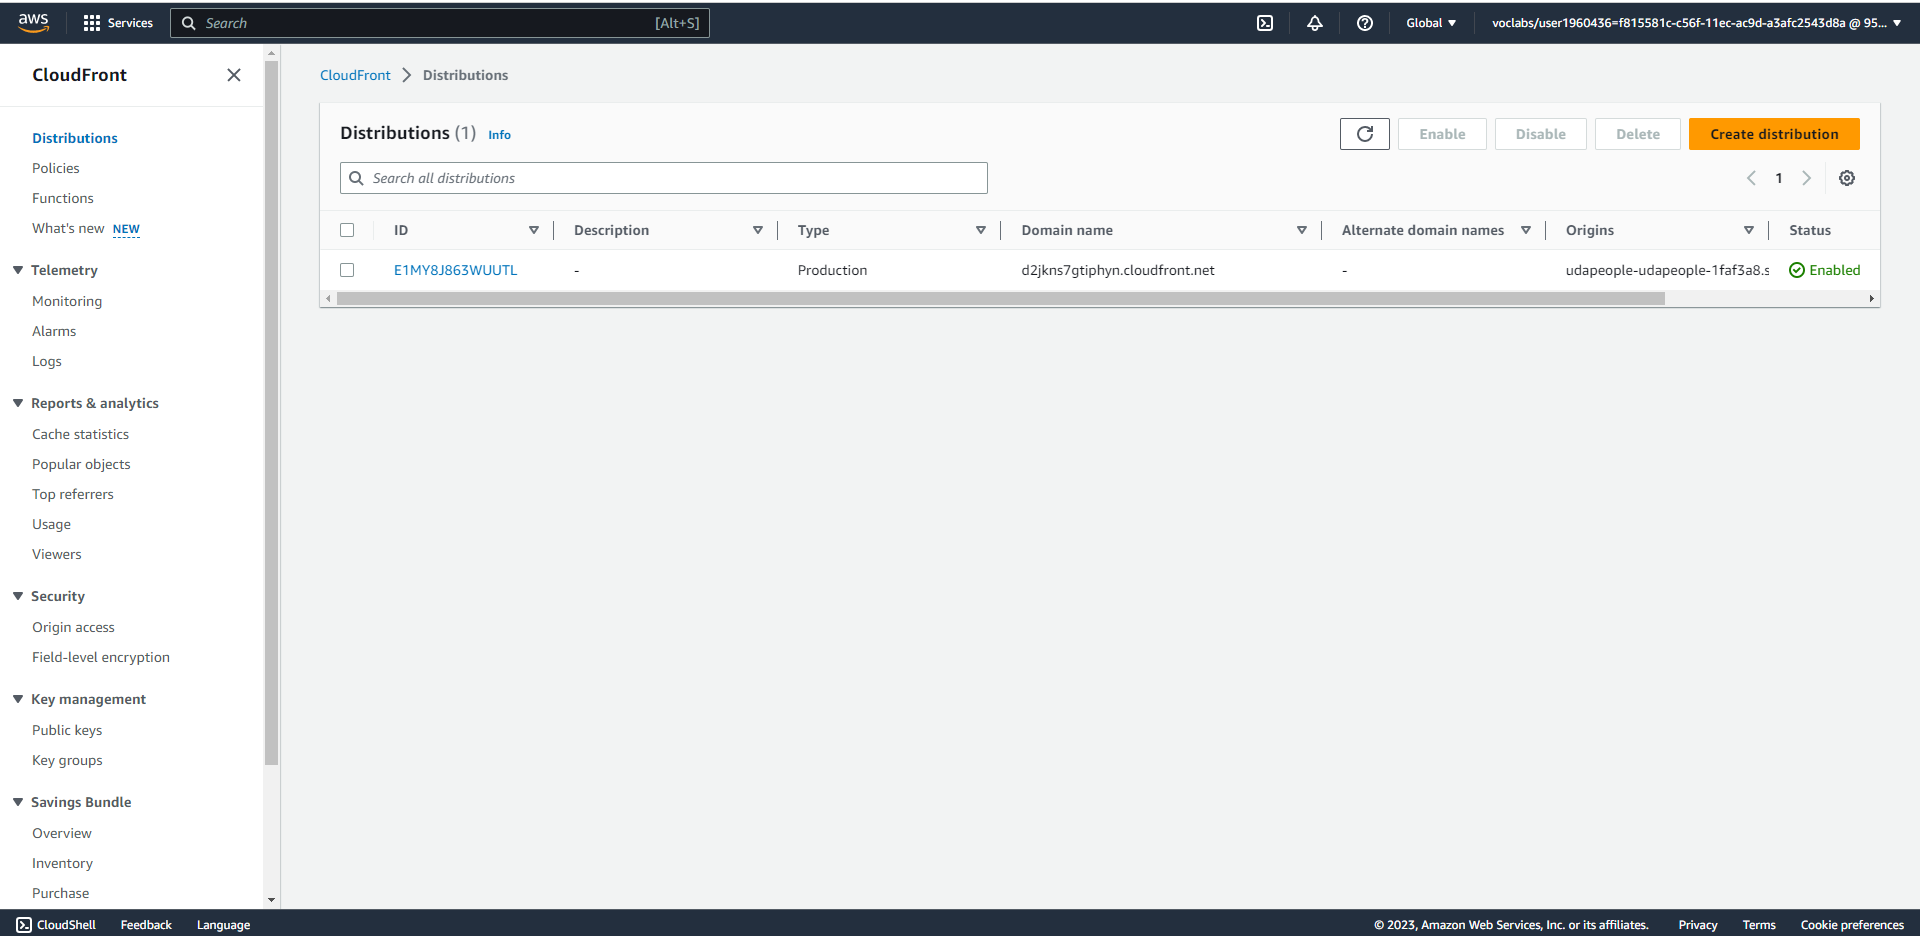 aws Services Search [Alt+S] Global voclabs/user1960436=f815581c-c56f-11ec-ac9d-a3afc2543d8a @ 95...
CloudFront
Distributions
Policies
Functions
What's new NEW
Telemetry
Monitoring
Alarms
Logs
Reports & analytics
Cache statistics
Popular objects
Top referrers
Usage
Viewers
Security
Origin access
Field-level encryption
Key management
Public keys
Key groups
Savings Bundle
Overview
Inventory
Purchase
CloudFront Distributions
Distributions (1) Info Enable Disable Delete Create distribution
Search all distributions 1
ID Description Type Domain name Alternate domain names Origins Status
E1MY8J863WUUTL - Production d2jkns7gtiphyn.cloudfront.net - udapeople-udapeople-1faf3a8.s Enabled
CloudShell Feedback Language © 2023, Amazon Web Services, Inc. or its affiliates. Privacy Terms Cookie preferences